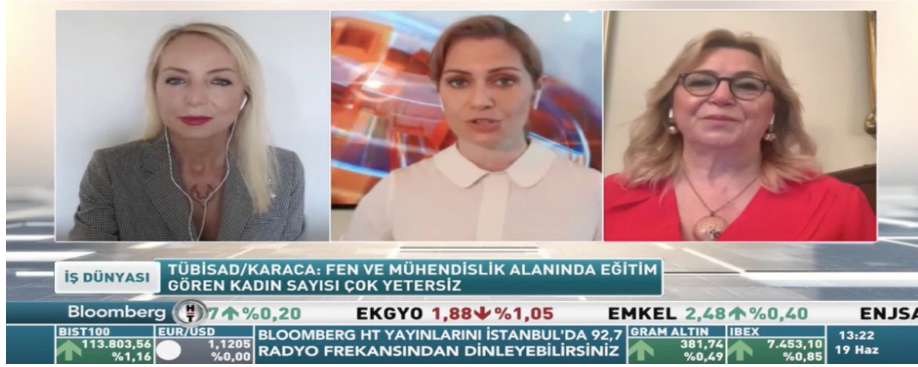 İŞ DÜNYASI
TÜBİSAD/KARACA: FEN VE MÜHENDİSLİK ALANINDA EĞİTİM
GÖREN KADIN SAYISI ÇOK YETERSİZ
Bloomberg HT 7 %0,20 EKGYO 1,88 %1,05 EMKEL 2,48 %0,40 ENJSA
BIST100
113.803,56
%1,16
EUR/USD
1,1205
%0,00
BLOOMBERG HT YAYINLARINI İSTANBUL'DA 92,7
RADYO FREKANSINDAN DİNLEYEBİLİRSİNİZ
GRAM ALTIN
381,74
%0,49
IBEX
7.453,10
%0,85
13:22
19 Haz